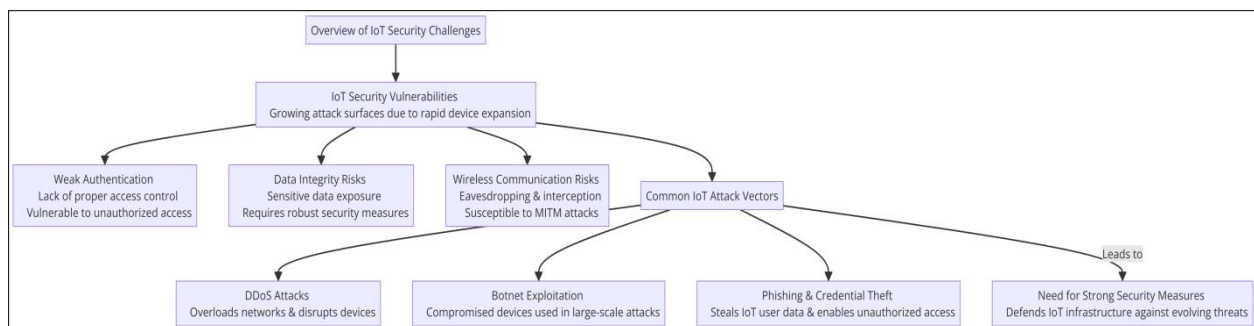 Overview of IoT Security Challenges
IoT Security Vulnerabilities
Growing attack surfaces due to rapid device expansion
Weak Authentication
Lack of proper access control
Vulnerable to unauthorized access
Data Integrity Risks
Sensitive data exposure
Requires robust security measures
Wireless Communication Risks
Eavesdropping & interception
Susceptible to MITM attacks
Common IoT Attack Vectors
Leads to
DDoS Attacks
Overloads networks & disrupts devices
Botnet Exploitation
Compromised devices used in large-scale attacks
Phishing & Credential Theft
Steals IoT user data & enables unauthorized access
Need for Strong Security Measures
Defends IoT infrastructure against evolving threats